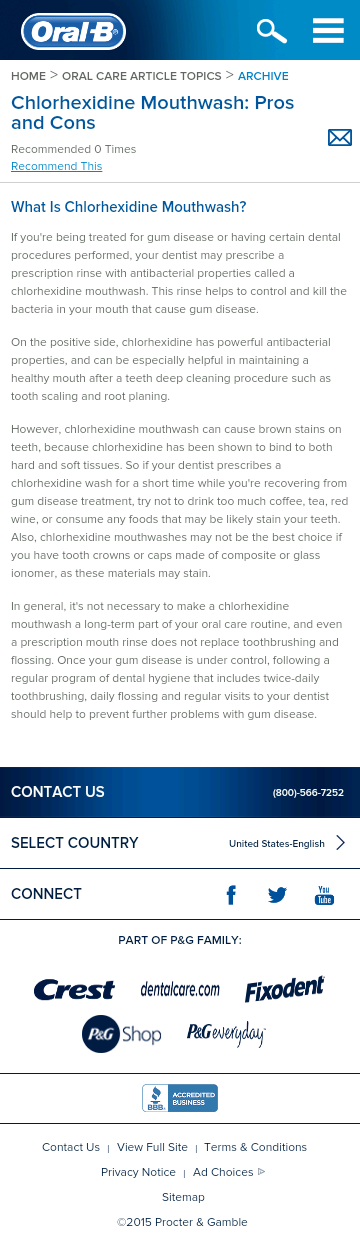 Oral-B®
HOME > ORAL CARE ARTICLE TOPICS > ARCHIVE
Chlorhexidine Mouthwash: Pros
and Cons
Recommended 0 Times
Recommend This
What Is Chlorhexidine Mouthwash?
If you're being treated for gum disease or having certain dental
procedures performed, your dentist may prescribe a
prescription rinse with antibacterial properties called a
chlorhexidine mouthwash. This rinse helps to control and kill the
bacteria in your mouth that cause gum disease.
On the positive side, chlorhexidine has powerful antibacterial
properties, and can be especially helpful in maintaining a
healthy mouth after a teeth deep cleaning procedure such as
tooth scaling and root planing.
However, chlorhexidine mouthwash can cause brown stains on
teeth, because chlorhexidine has been shown to bind to both
hard and soft tissues. So if your dentist prescribes a
chlorhexidine wash for a short time while you're recovering from
gum disease treatment, try not to drink too much coffee, tea, red
wine, or consume any foods that may be likely stain your teeth.
Also, chlorhexidine mouthwashes may not be the best choice if
you have tooth crowns or caps made of composite or glass
ionomer, as these materials may stain.
In general, it's not necessary to make a chlorhexidine
mouthwash a long-term part of your oral care routine, and even
a prescription mouth rinse does not replace toothbrushing and
flossing. Once your gum disease is under control, following a
regular program of dental hygiene that includes twice-daily
toothbrushing, daily flossing and regular visits to your dentist
should help to prevent further problems with gum disease.
CONTACT US (800)-566-7252
SELECT COUNTRY United States-English
CONNECT You Tube
PART OF P&G FAMILY:
Crest dentalcare.com Fixodent
P&G Shop P&G everyday
BBB. ACCREDITED BUSINESS
Contact Us | View Full Site | Terms & Conditions
Privacy Notice | Ad Choices
Sitemap
©2015 Procter & Gamble